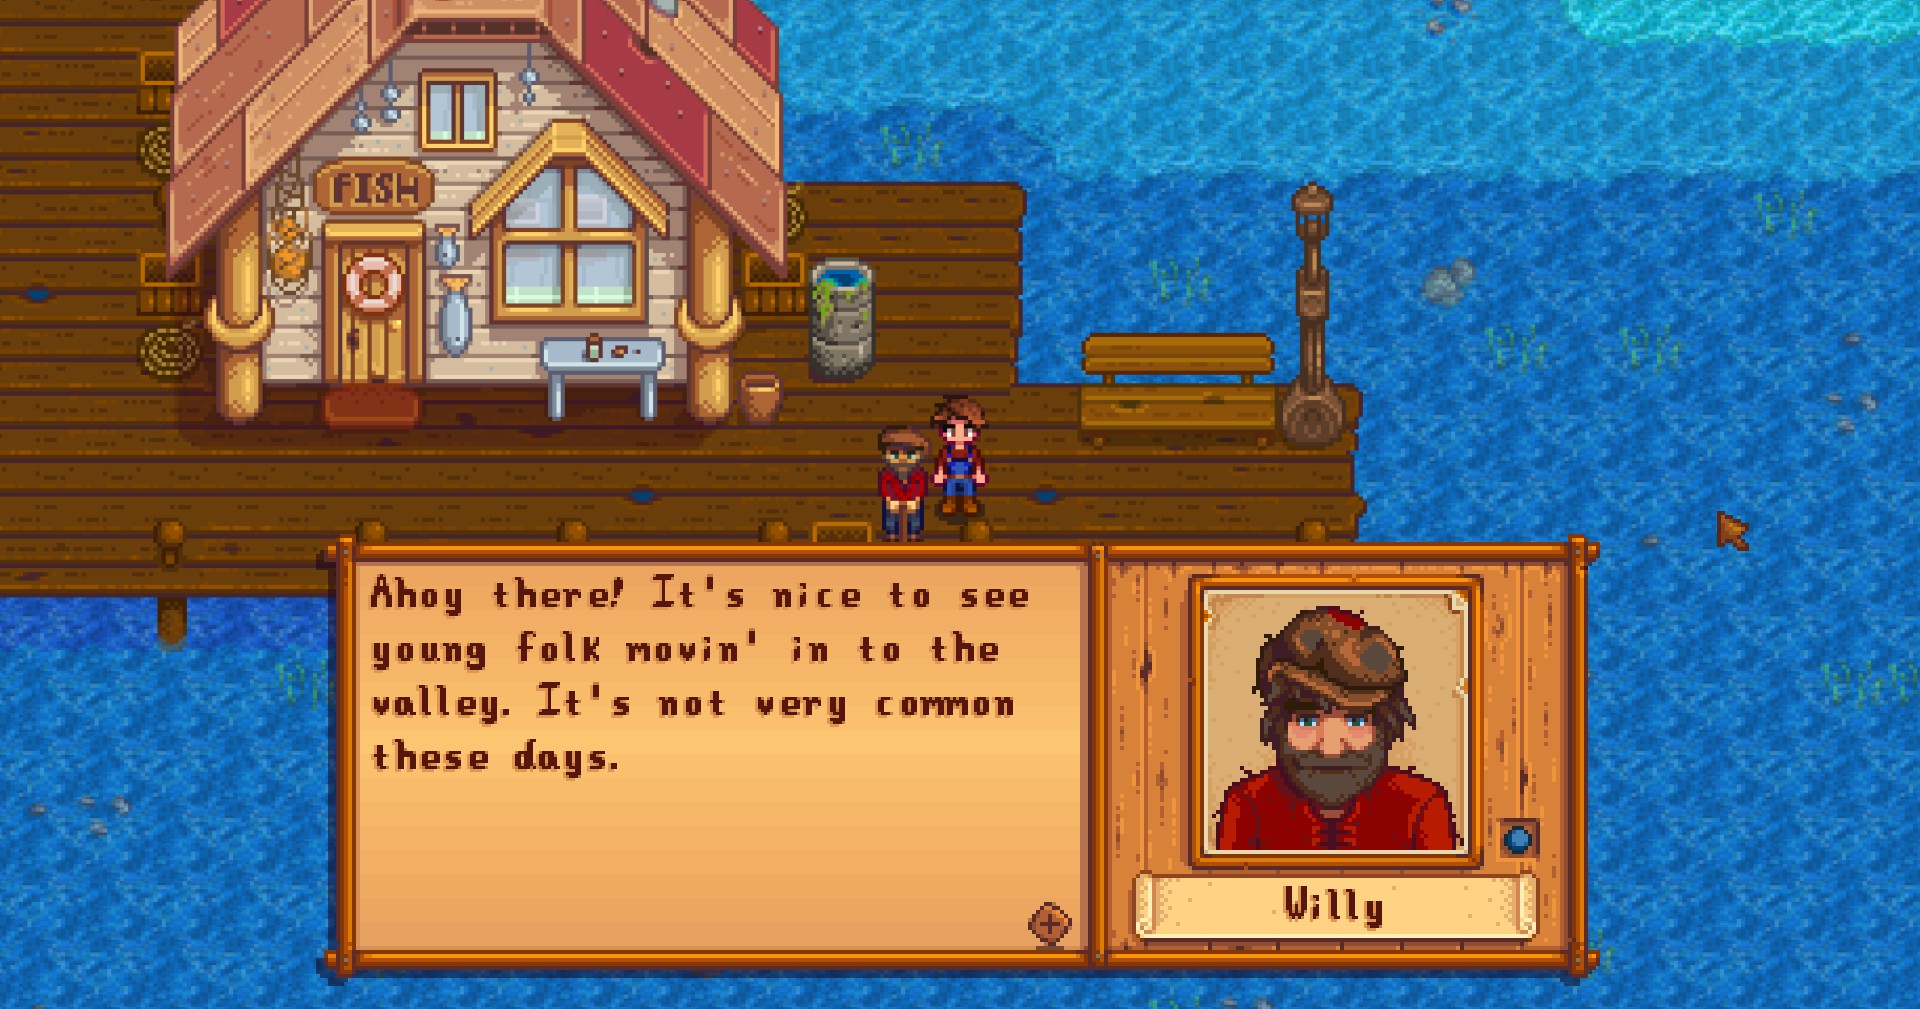 FISH
Ahoy there! It's nice to see
young folk movin' in to the
valley. It's not very common
these days.
Willy